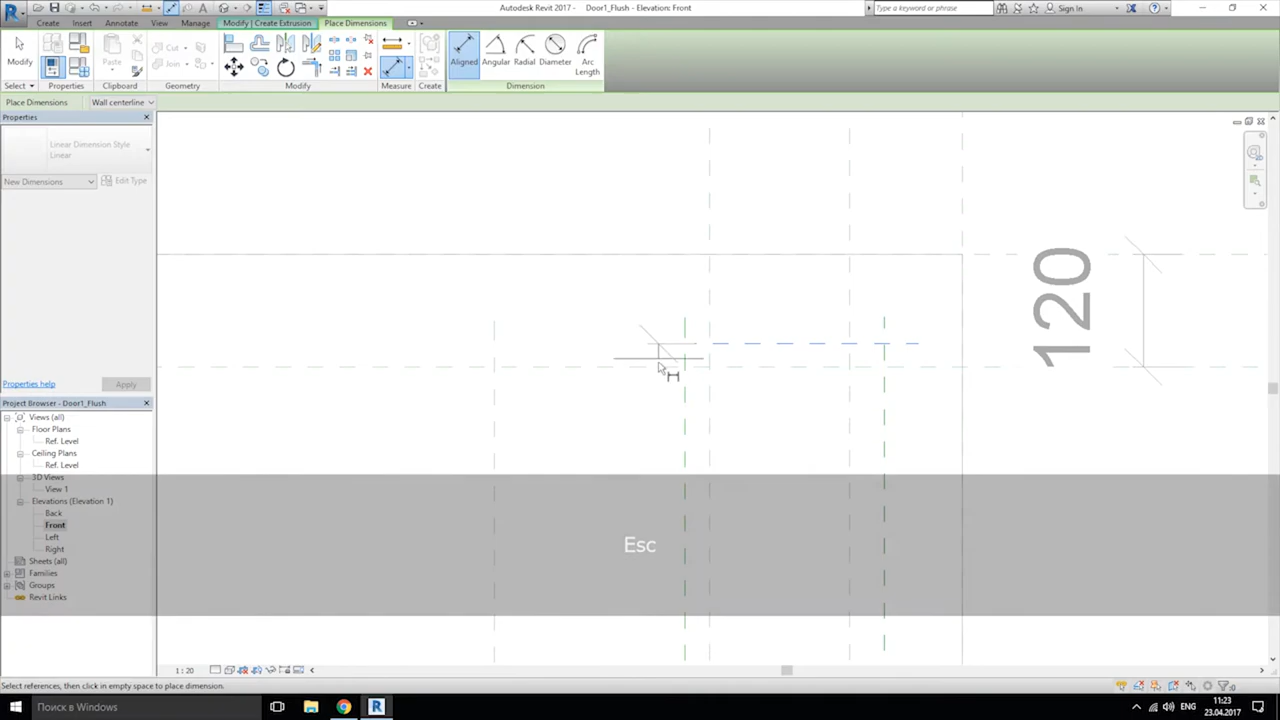 Autodesk Revit 2017 - Door1_Flush - Elevation: Front
Type a keyword or phrase
Sign In
Create
Insert
Annotate
View
Manage
Modify | Create Extrusion
Place Dimensions
Modify
Paste
Cut
Join
Aligned
Angular
Radial
Diameter
Arc
Length
Select
Properties
Clipboard
Geometry
Modify
Measure
Create
Dimension
Place Dimensions
Wall centerline
Properties
Linear Dimension Style
Linear
New Dimensions
Edit Type
120
Properties help
Apply
Project Browser - Door1_Flush
Views (all)
Floor Plans
Ref. Level
Ceiling Plans
Ref. Level
3D Views
View 1
Elevations (Elevation 1)
Back
Front
Left
Right
Sheets (all)
Families
Groups
Revit Links
Esc
1 : 20
Select references, then click in empty space to place dimension.
:0
Поиск в Windows
ENG
11:23
23.04.2017